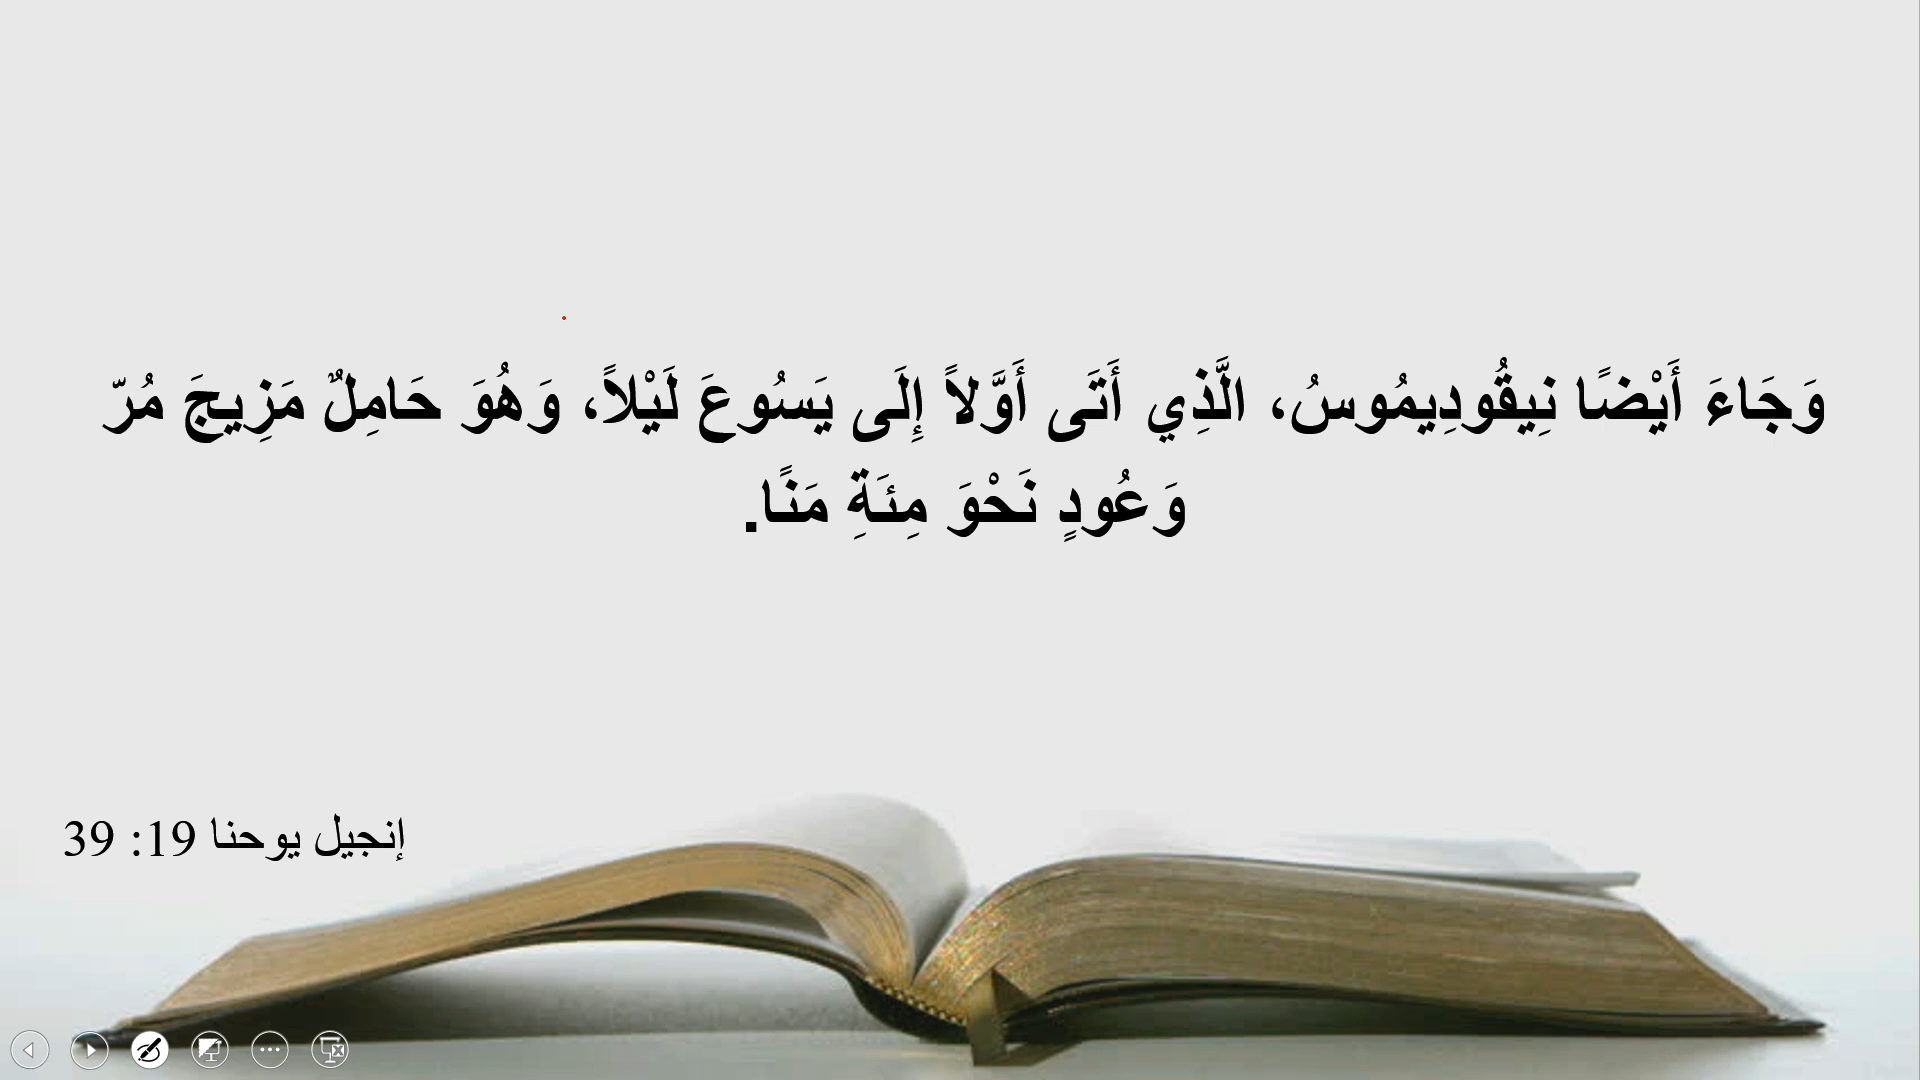 وَجَاءَ أَيْضًا نِيقُودِيمُوسُ، الَّذِي أَتَى أَوَّلاً إِلَى يَسُوعَ لَيْلاً، وَهُوَ حَامِلٌ مَزِيجَ مُرّ
وَعُودٍ نَحْوَ مِئَةِ مَنًا.
إنجيل يوحنا 19: 39